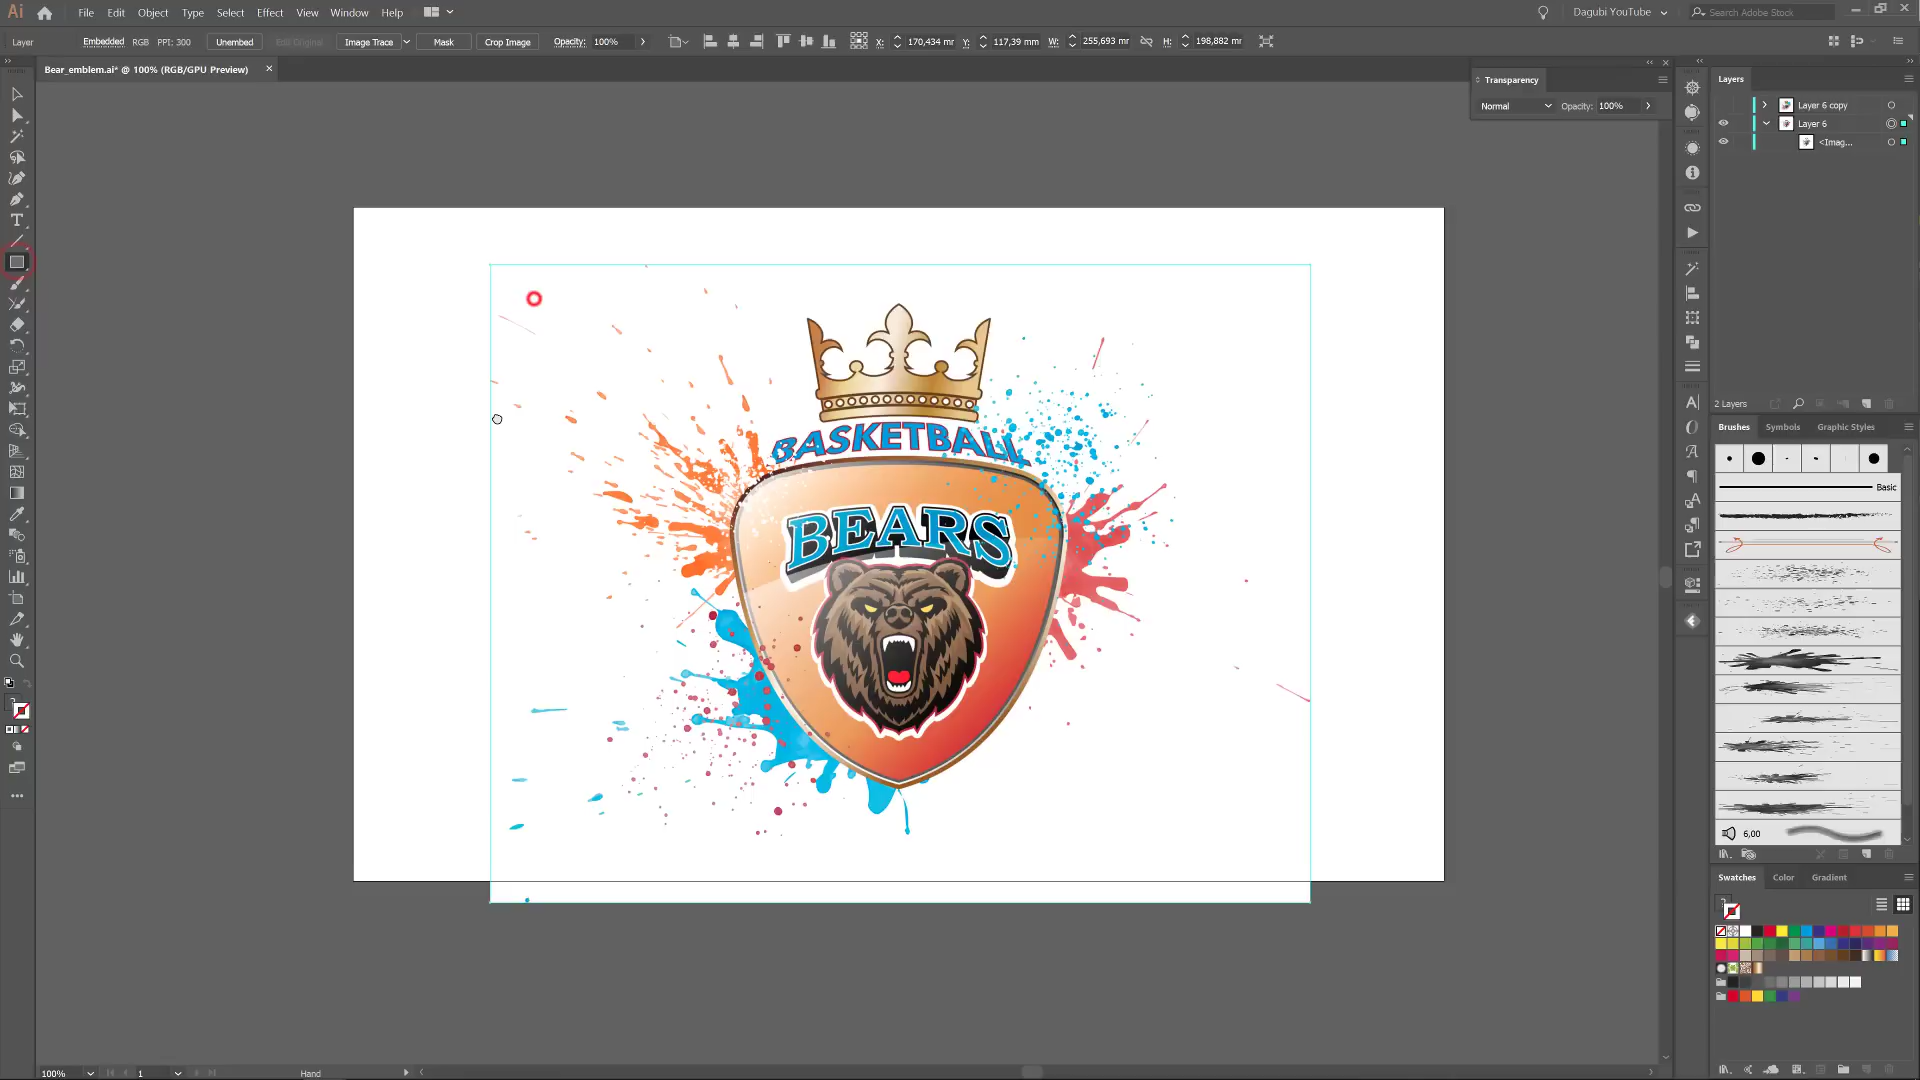 Ai File Edit Object Type Select Effect View Window Help Dagubi YouTube Search Adobe Stock
Layer Embedded RGB PPI: 300 Unembed Edit Original Image Trace Mask Crop Image Opacity: 100% X: 170,434 mr Y: 117,39 mm W: 255,693 mr H: 198,882 mr
Bear_emblem.ai* @ 100% (RGB/GPU Preview)
Transparency
Normal Opacity: 100%
Layers
Layer 6 copy
Layer 6
<Imag...
2 Layers
BASKETBALL
BEARS
Brushes Symbols Graphic Styles
Basic
6,00
Swatches Color Gradient
100% 1 Hand